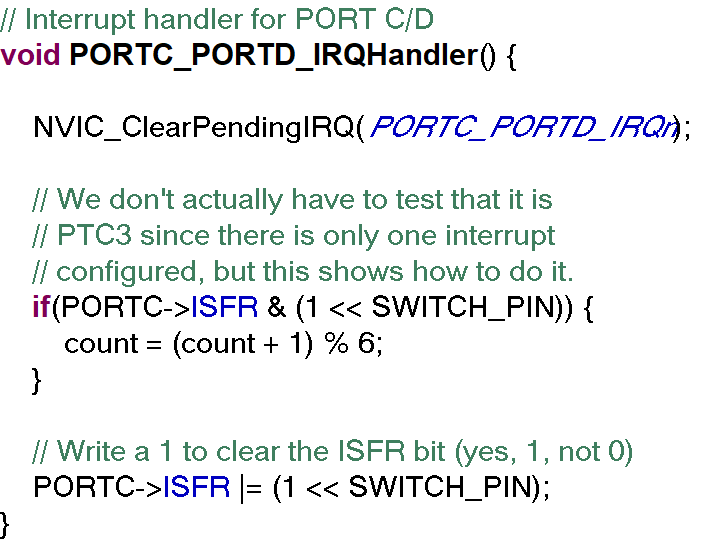 // Interrupt handler for PORT C/D
void PORTC_PORTD_IRQHandler() {
NVIC_ClearPendingIRQ(PORTC_PORTD_IRQn);
// We don't actually have to test that it is
// PTC3 since there is only one interrupt
// configured, but this shows how to do it.
if(PORTC->ISFR & (1 << SWITCH_PIN)) {
count = (count + 1) % 6;
}
// Write a 1 to clear the ISFR bit (yes, 1, not 0)
PORTC->ISFR |= (1 << SWITCH_PIN);
}